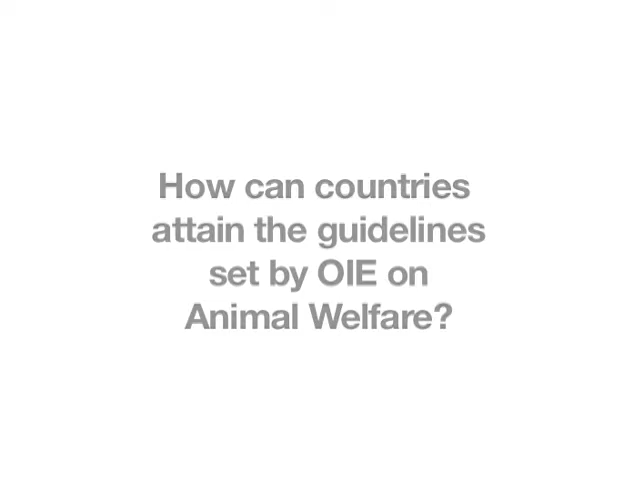 How can countries
attain the guidelines
set by OIE on
Animal Welfare?